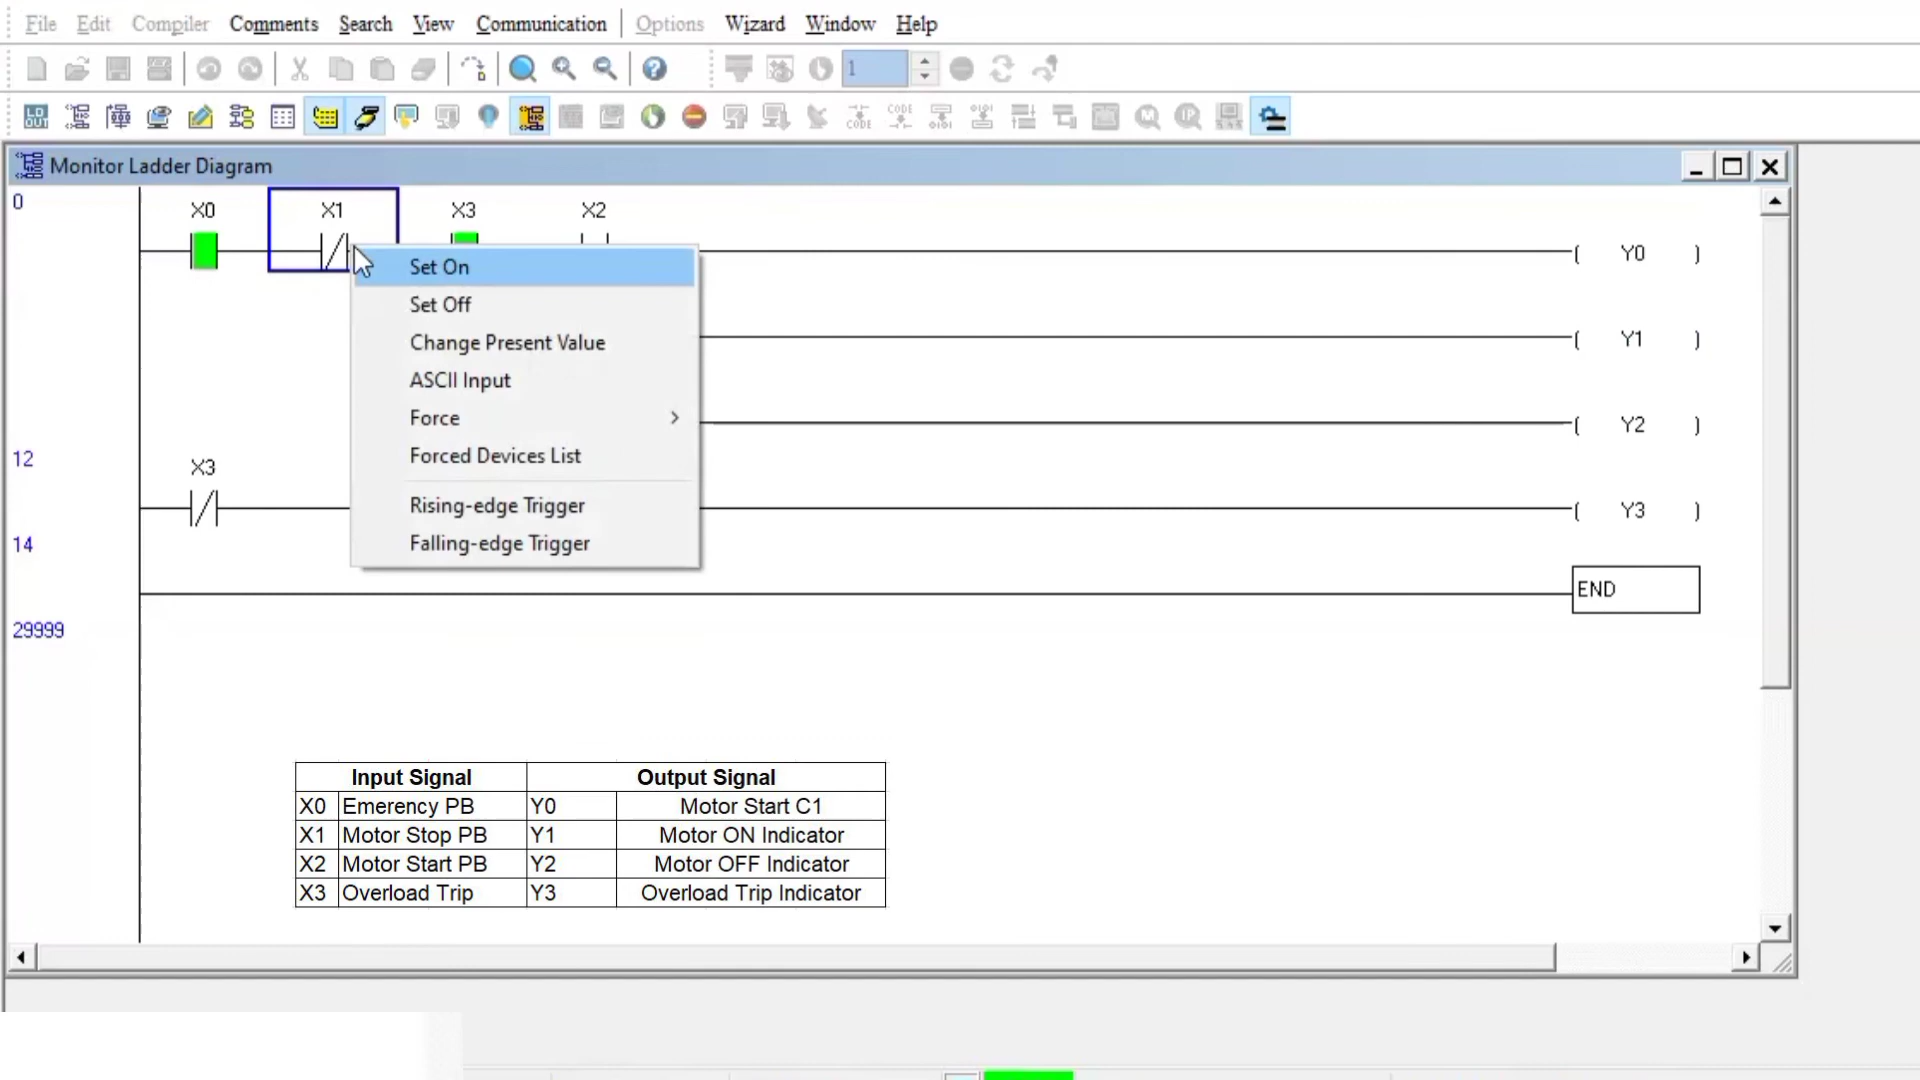 File Edit Compiler Comments Search View Communication Options Wizard Window Help
1
LD OUT CODE CODE
Monitor Ladder Diagram
0
X0 X1 X3 X2
Y0
Set On
Set Off
Y1
Change Present Value
ASCII Input
Force
Y2
Forced Devices List
12
X3
Rising-edge Trigger
Y3
Falling-edge Trigger
14
END
29999
Input Signal Output Signal
X0 Emerency PB Y0 Motor Start C1
X1 Motor Stop PB Y1 Motor ON Indicator
X2 Motor Start PB Y2 Motor OFF Indicator
X3 Overload Trip Y3 Overload Trip Indicator